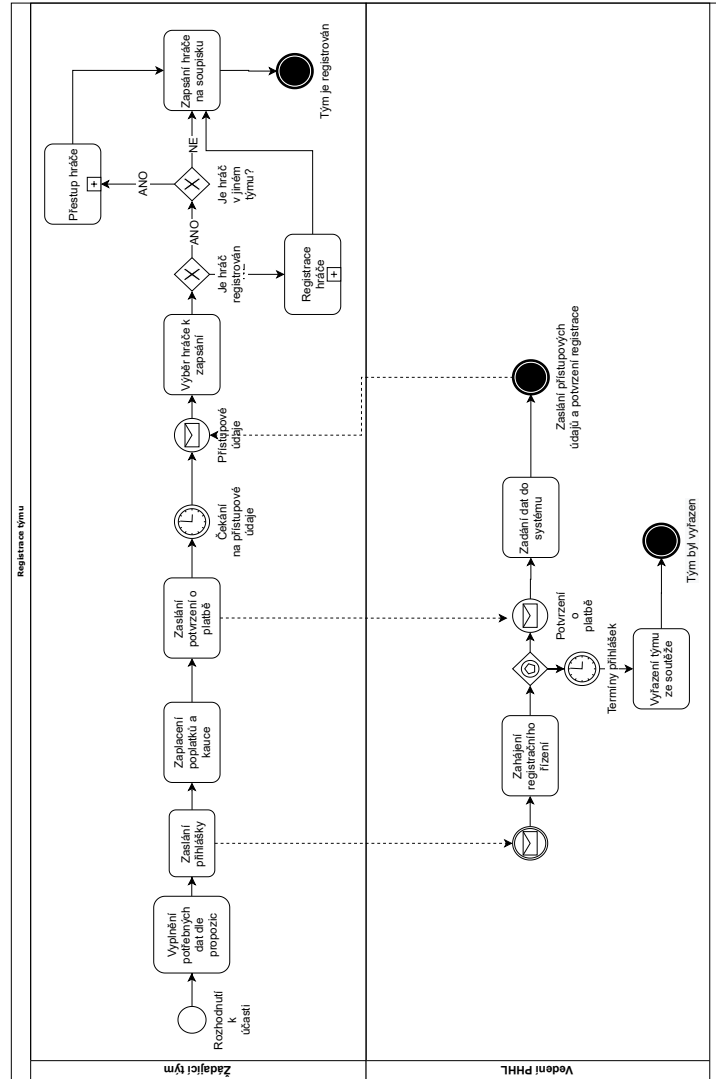 Registrace týmu
Žádající tým
Rozhodnutí
k
účasti
Vyplnění
potřebných
dat dle
propozic
Zaslání
přihlášky
Zaplacení
poplatků a
kauce
Zaslání
potvrzení o
platbě
Čekání
na přístupové
údaje
Přístupové
údaje
Výběr hráče k
zapsání
Je hráč
registrován
ANO
Registrace
hráče
Je hráč
v jiném
týmu?
ANO
NE
Přestup hráče
Zapsání hráče
na soupisku
Tým je registrován
Vedení PHHL
Zahájení
registračního
řízení
Potvrzení
o
platbě
Termíny přihlášek
Vyřazení týmu
ze soutěže
Tým byl vyřazen
Zadání dat do
systému
Zaslání přístupových
údajů a potvrzení registrace